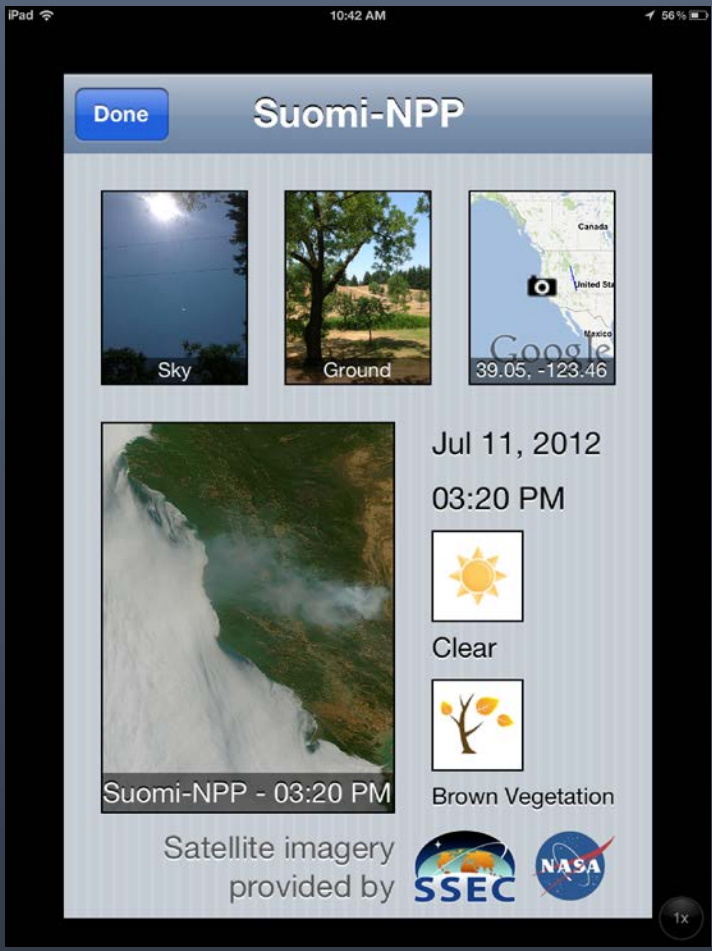 iPad 10:42 AM 56%
Done Suomi-NPP
Sky
Ground
Canada
United Sta
Mexico
Google
39.05, -123.46
Jul 11, 2012
03:20 PM
Clear
Brown Vegetation
Suomi-NPP - 03:20 PM
Satellite imagery
provided by
SSEC
NASA
1x